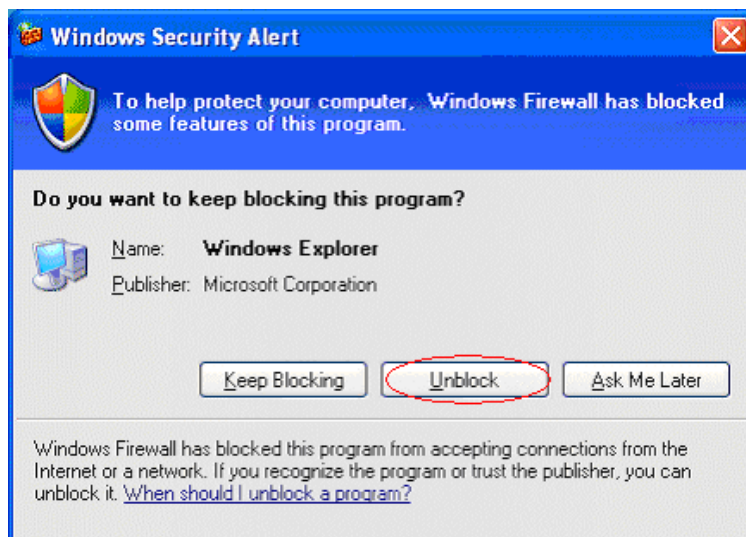 Windows Security Alert
To help protect your computer, Windows Firewall has blocked
some features of this program.
Do you want to keep blocking this program?
Name: Windows Explorer
Publisher: Microsoft Corporation
Keep Blocking Unblock Ask Me Later
Windows Firewall has blocked this program from accepting connections from the
Internet or a network. If you recognize the program or trust the publisher, you can
unblock it. When should I unblock a program?